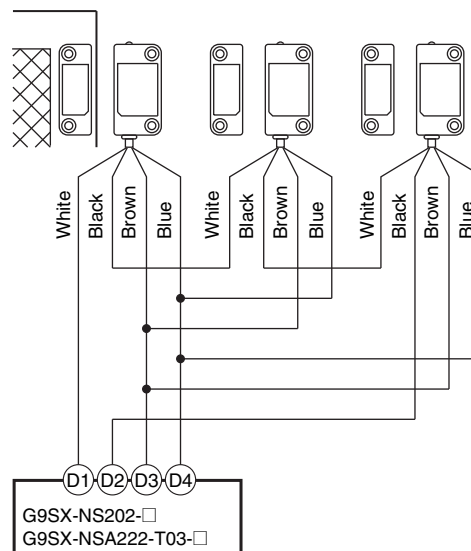 White
Black
Brown
Blue
White
Black
Brown
Blue
White
Black
Brown
Blue
D1
D2
D3
D4
G9SX-NS202-□
G9SX-NSA222-T03-□